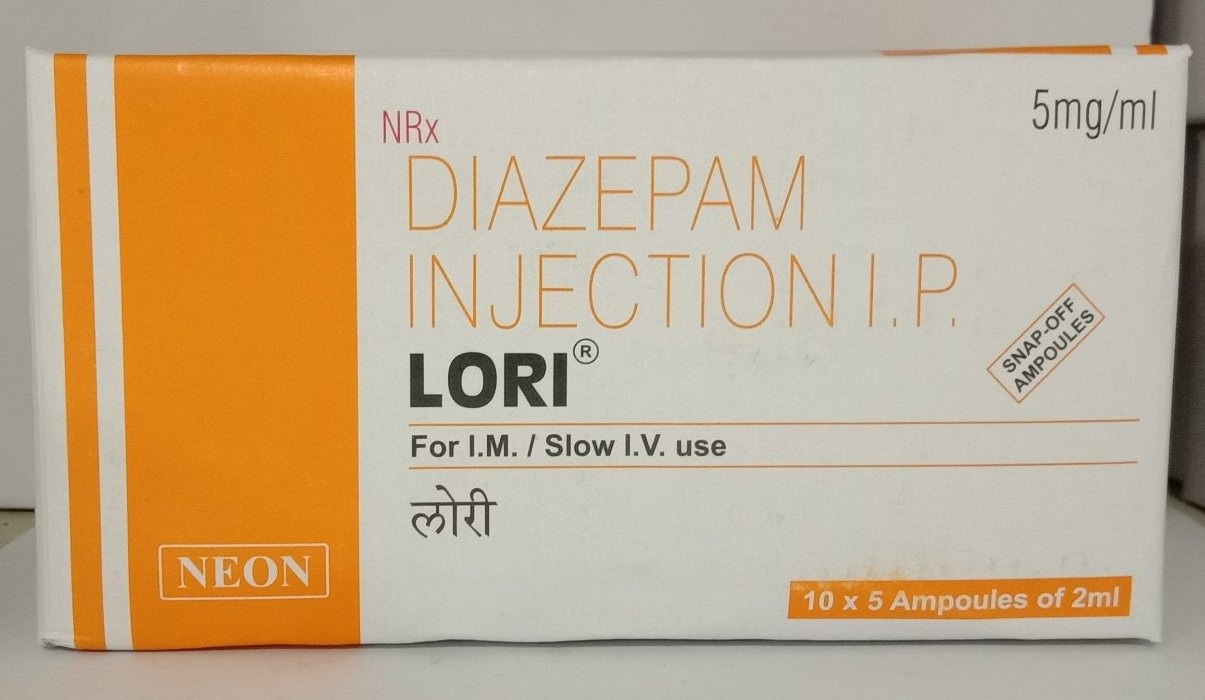 5mg/ml
NRx
DIAZEPAM
INJECTION I.P.
LORI®
SNAP-OFF
AMPOULES
For I.M. / Slow I.V. use
लोरी
NEON
10 x 5 Ampoules of 2ml